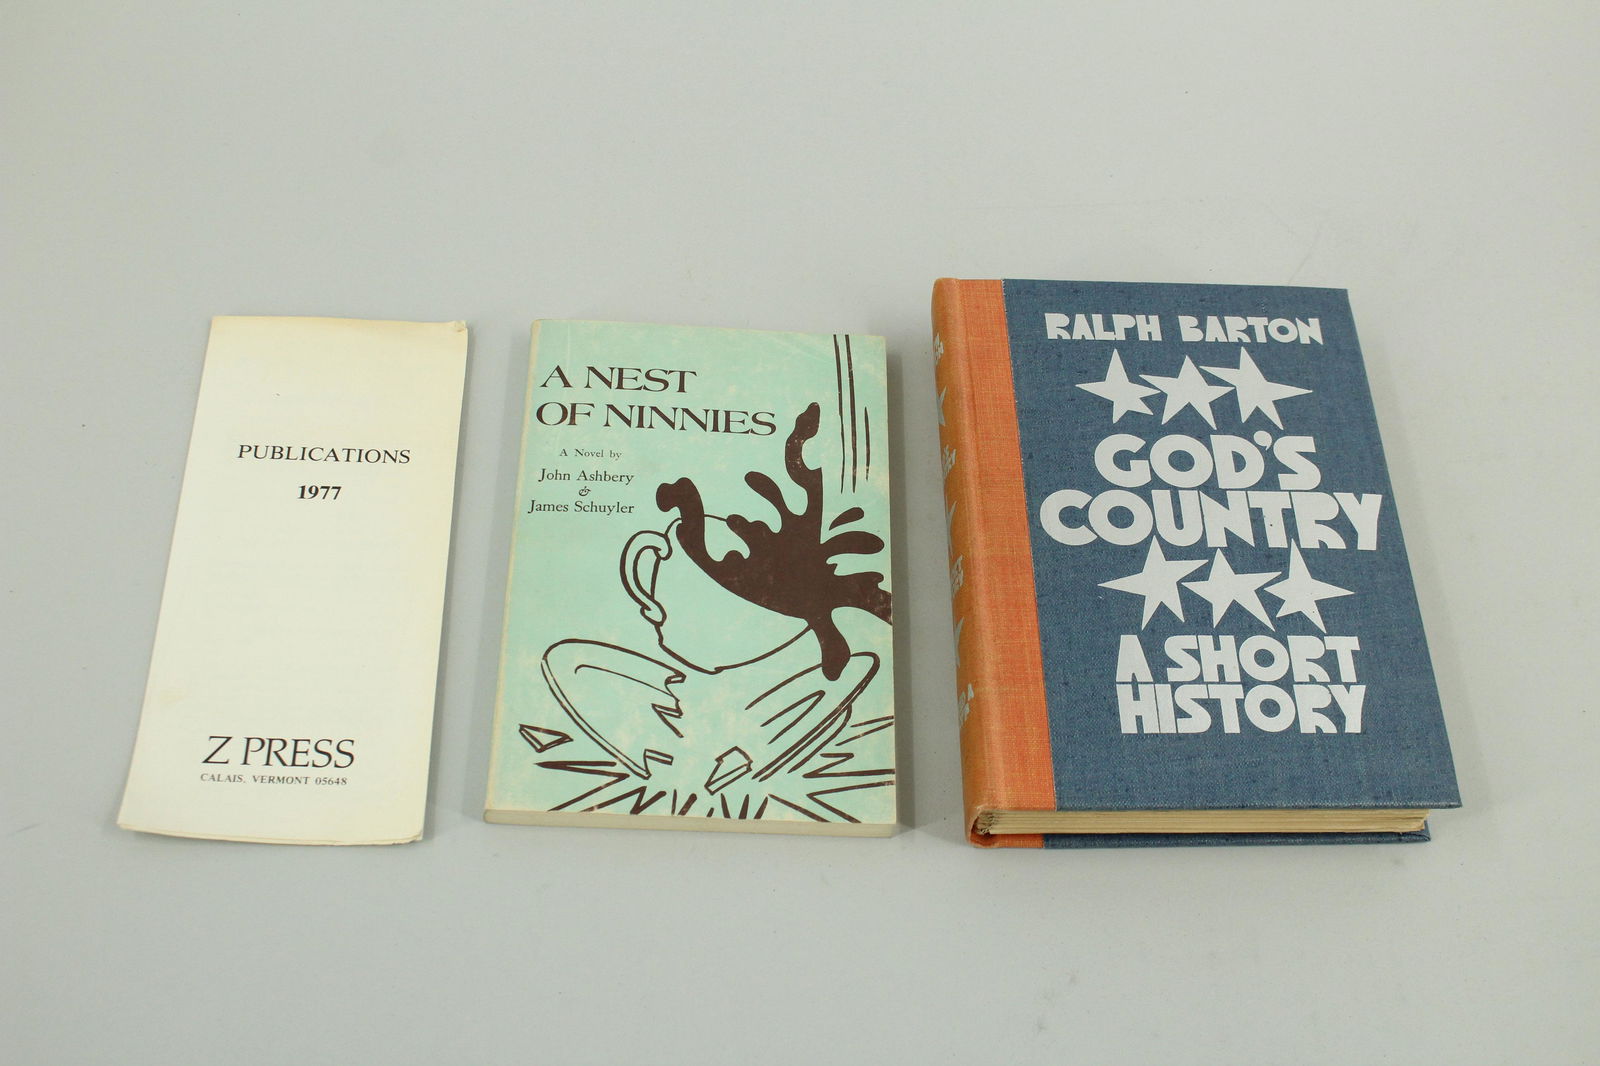 PUBLICATIONS
1977
Z PRESS
CALAIS, VERMONT 05648
A NEST
OF NINNIES
A Novel by
John Ashbery
&
James Schuyler
RALPH BARTON
GOD'S
COUNTRY
A SHORT
HISTORY